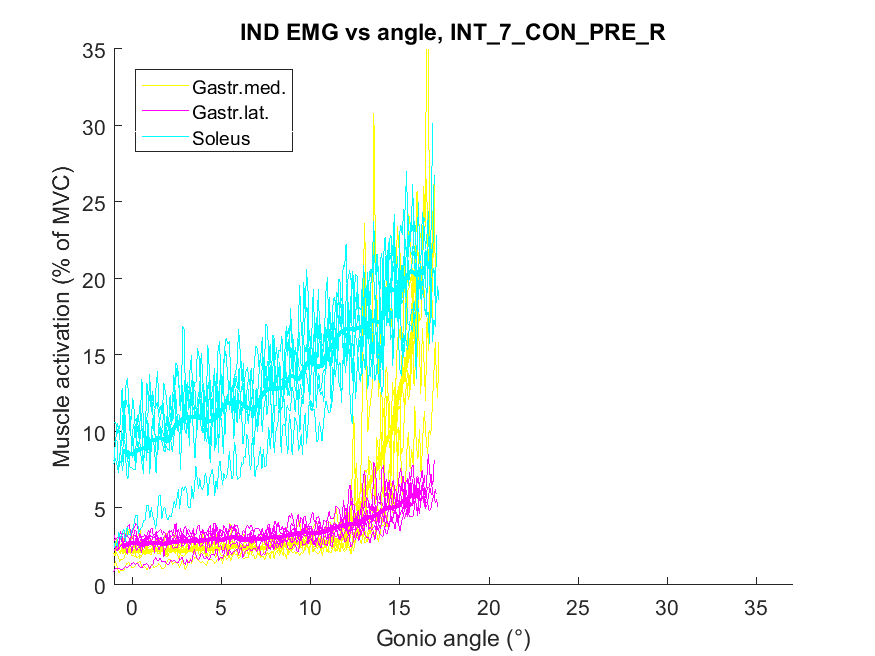 IND EMG vs angle, INT_7_CON_PRE_R
35
30
25
20
15
10
5
0
Muscle activation (% of MVC)
Gastr.med.
Gastr.lat.
Soleus
0 5 10 15 20 25 30 35
Gonio angle (°)